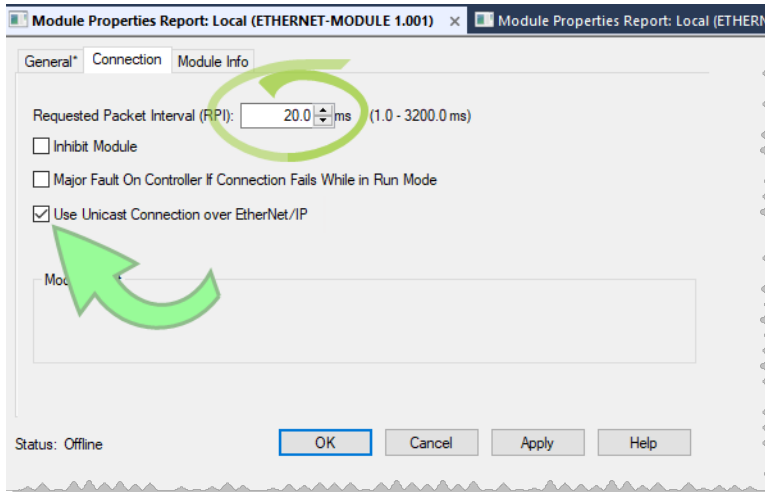 Module Properties Report: Local (ETHERNET-MODULE 1.001) × Module Properties Report: Local (ETHERN
General* Connection Module Info
Requested Packet Interval (RPI): 20.0 ms (1.0 - 3200.0 ms)
Inhibit Module
Major Fault On Controller If Connection Fails While in Run Mode
Use Unicast Connection over EtherNet/IP
Status: Offline OK Cancel Apply Help